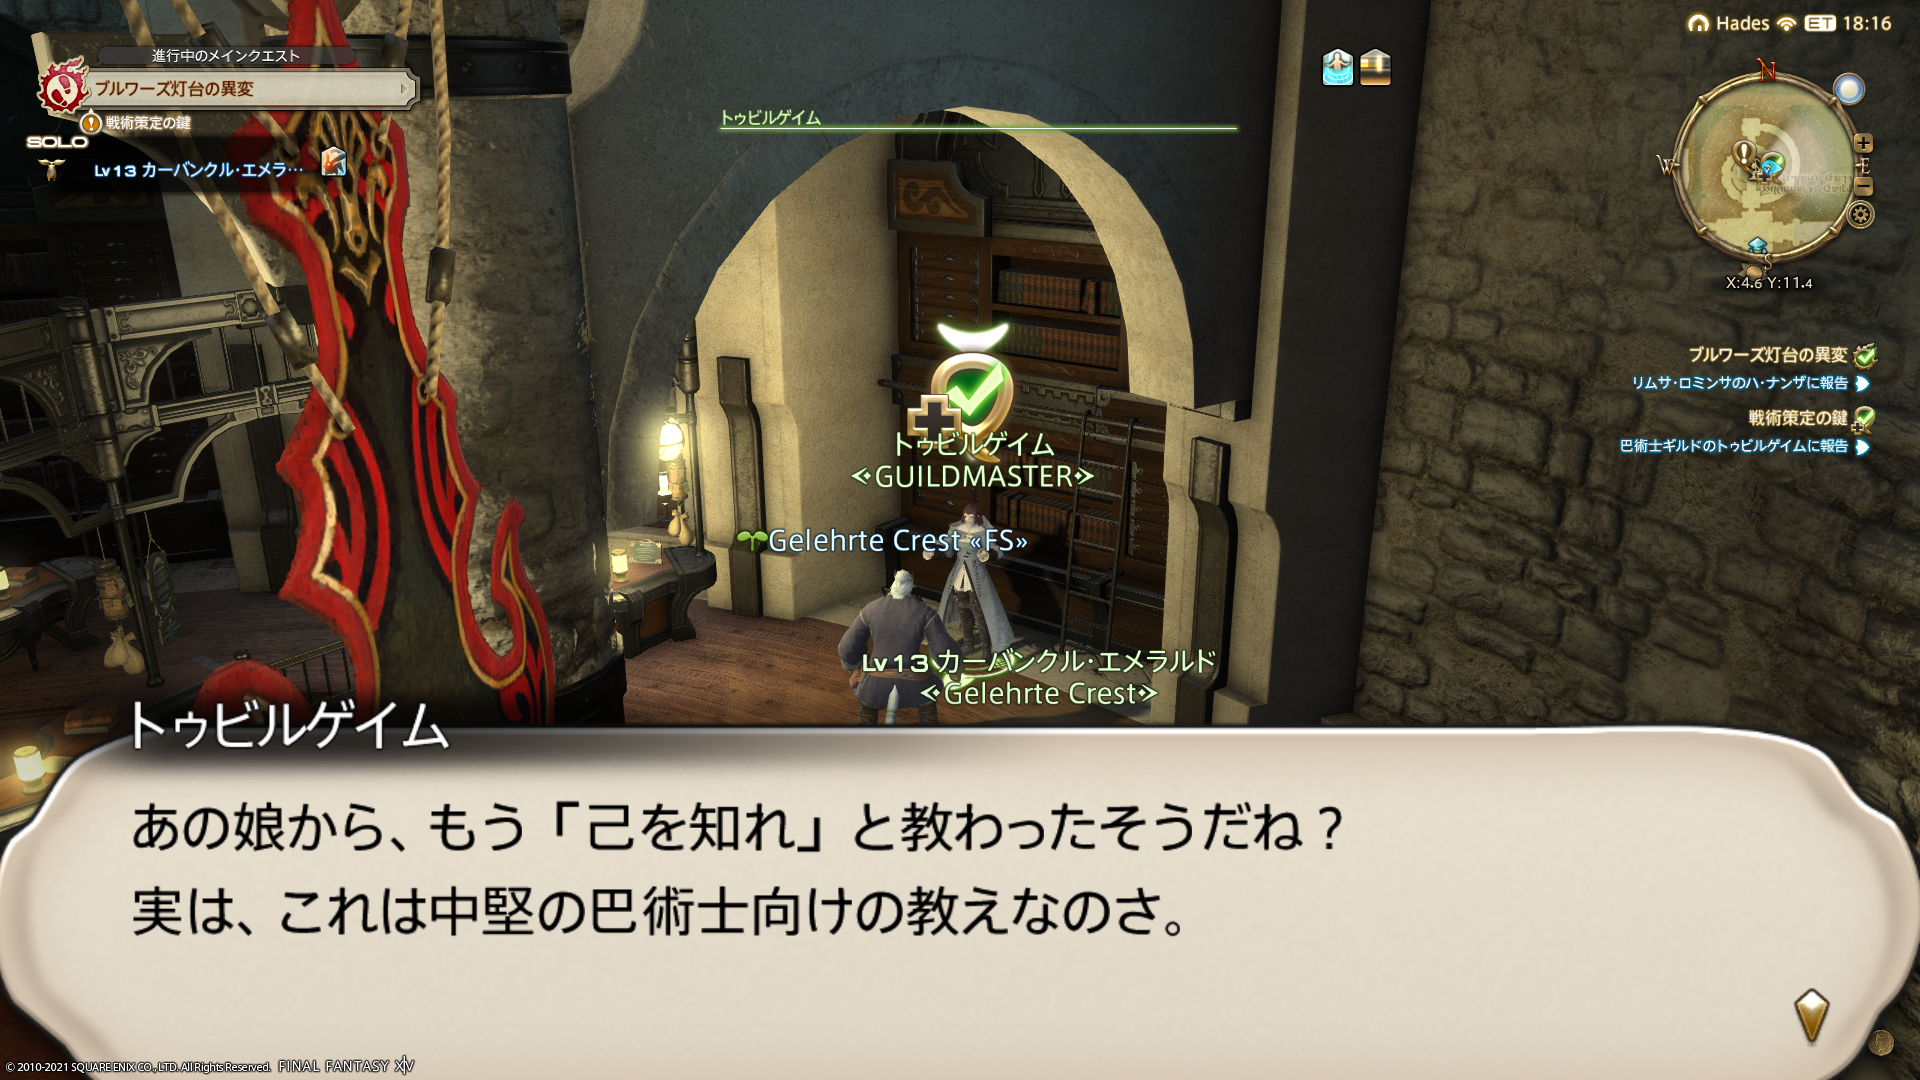 Hades ET 18:16
進行中のメインクエスト
ブルワーズ灯台の異変
戦術策定の鍵
SOLO
Lv13 カーバンクル・エメラ…
トゥビルゲイム
N
W
E
S
X:4.6 Y:11.4
ブルワーズ灯台の異変
リムサ・ロミンサのハ・ナンザに報告
戦術策定の鍵
巴術士ギルドのトゥビルゲイムに報告
トゥビルゲイム
GUILDMASTER
Gelehrte Crest «FS»
Lv13 カーバンクル・エメラルド
Gelehrte Crest
トゥビルゲイム
あの娘から、もう「己を知れ」と教わったそうだね？
実は、これは中堅の巴術士向けの教えなのさ。
© 2010-2021 SQUARE ENIX CO., LTD. All Rights Reserved. FINAL FANTASY XIV